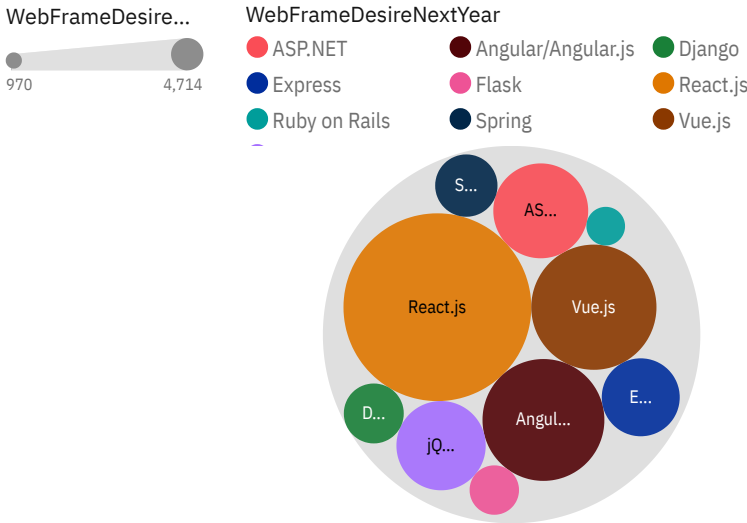 WebFrameDesire...
970
4,714
WebFrameDesireNextYear
ASP.NET
Angular/Angular.js
Django
Express
Flask
React.js
Ruby on Rails
Spring
Vue.js
S...
AS...
React.js
Vue.js
E...
D...
Angul...
jQ...